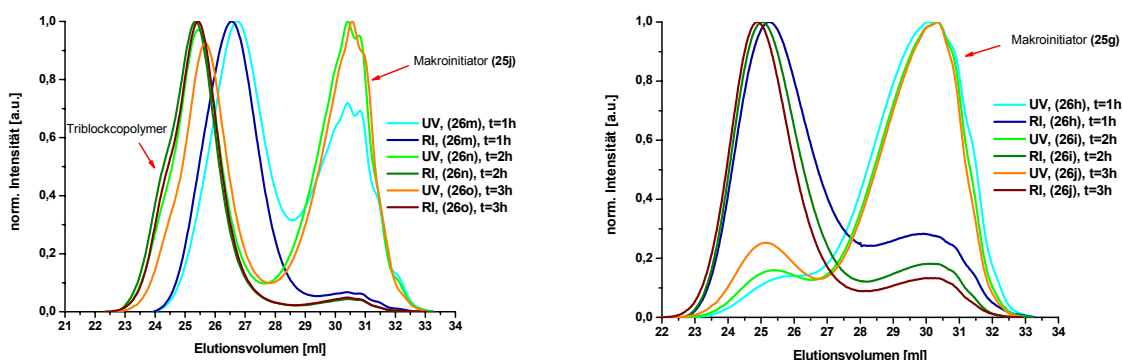 1,0
0,8
0,6
0,4
0,2
0,0
norm. Intensität [a.u.]
Triblockcopolymer
Makroinitiator (25j)
UV, (26m), t=1h
RI, (26m), t=1h
UV, (26n), t=2h
RI, (26n), t=2h
UV, (26o), t=3h
RI, (26o), t=3h
21 22 23 24 25 26 27 28 29 30 31 32 33 34
Elutionsvolumen [ml]
1,0
0,8
0,6
0,4
0,2
0,0
norm. Intensität [a.u.]
Makroinitiator (25g)
UV, (26h), t=1h
RI, (26h), t=1h
UV, (26i), t=2h
RI, (26i), t=2h
UV, (26j), t=3h
RI, (26j), t=3h
22 23 24 25 26 27 28 29 30 31 32 33 34
Elutionsvolumen [ml]